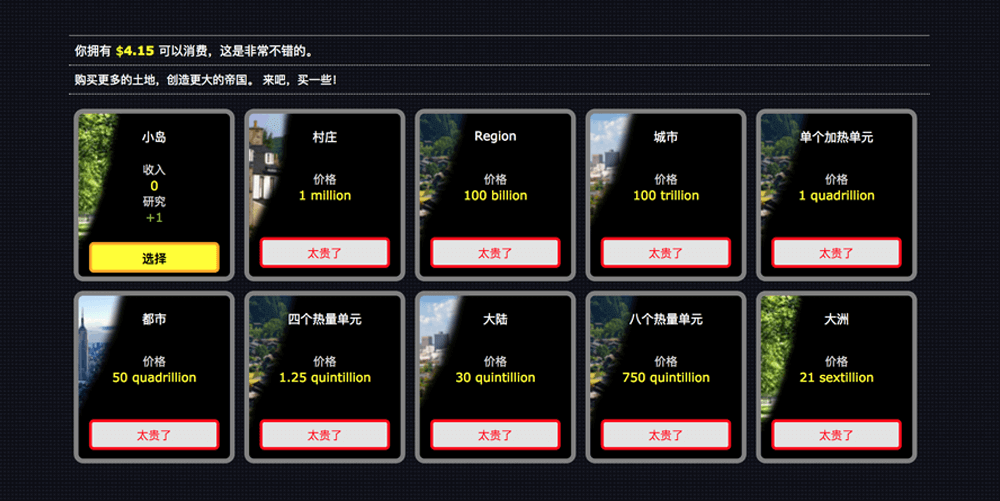 你拥有 $4.15 可以消费，这是非常不错的。
购买更多的土地，创造更大的帝国。 来吧，买一些！
小岛
收入
0
研究
+1
选择
村庄
价格
1 million
太贵了
Region
价格
100 billion
太贵了
城市
价格
100 trillion
太贵了
单个加热单元
价格
1 quadrillion
太贵了
都市
价格
50 quadrillion
太贵了
四个热量单元
价格
1.25 quintillion
太贵了
大陆
价格
30 quintillion
太贵了
八个热量单元
价格
750 quintillion
太贵了
大洲
价格
21 sextillion
太贵了